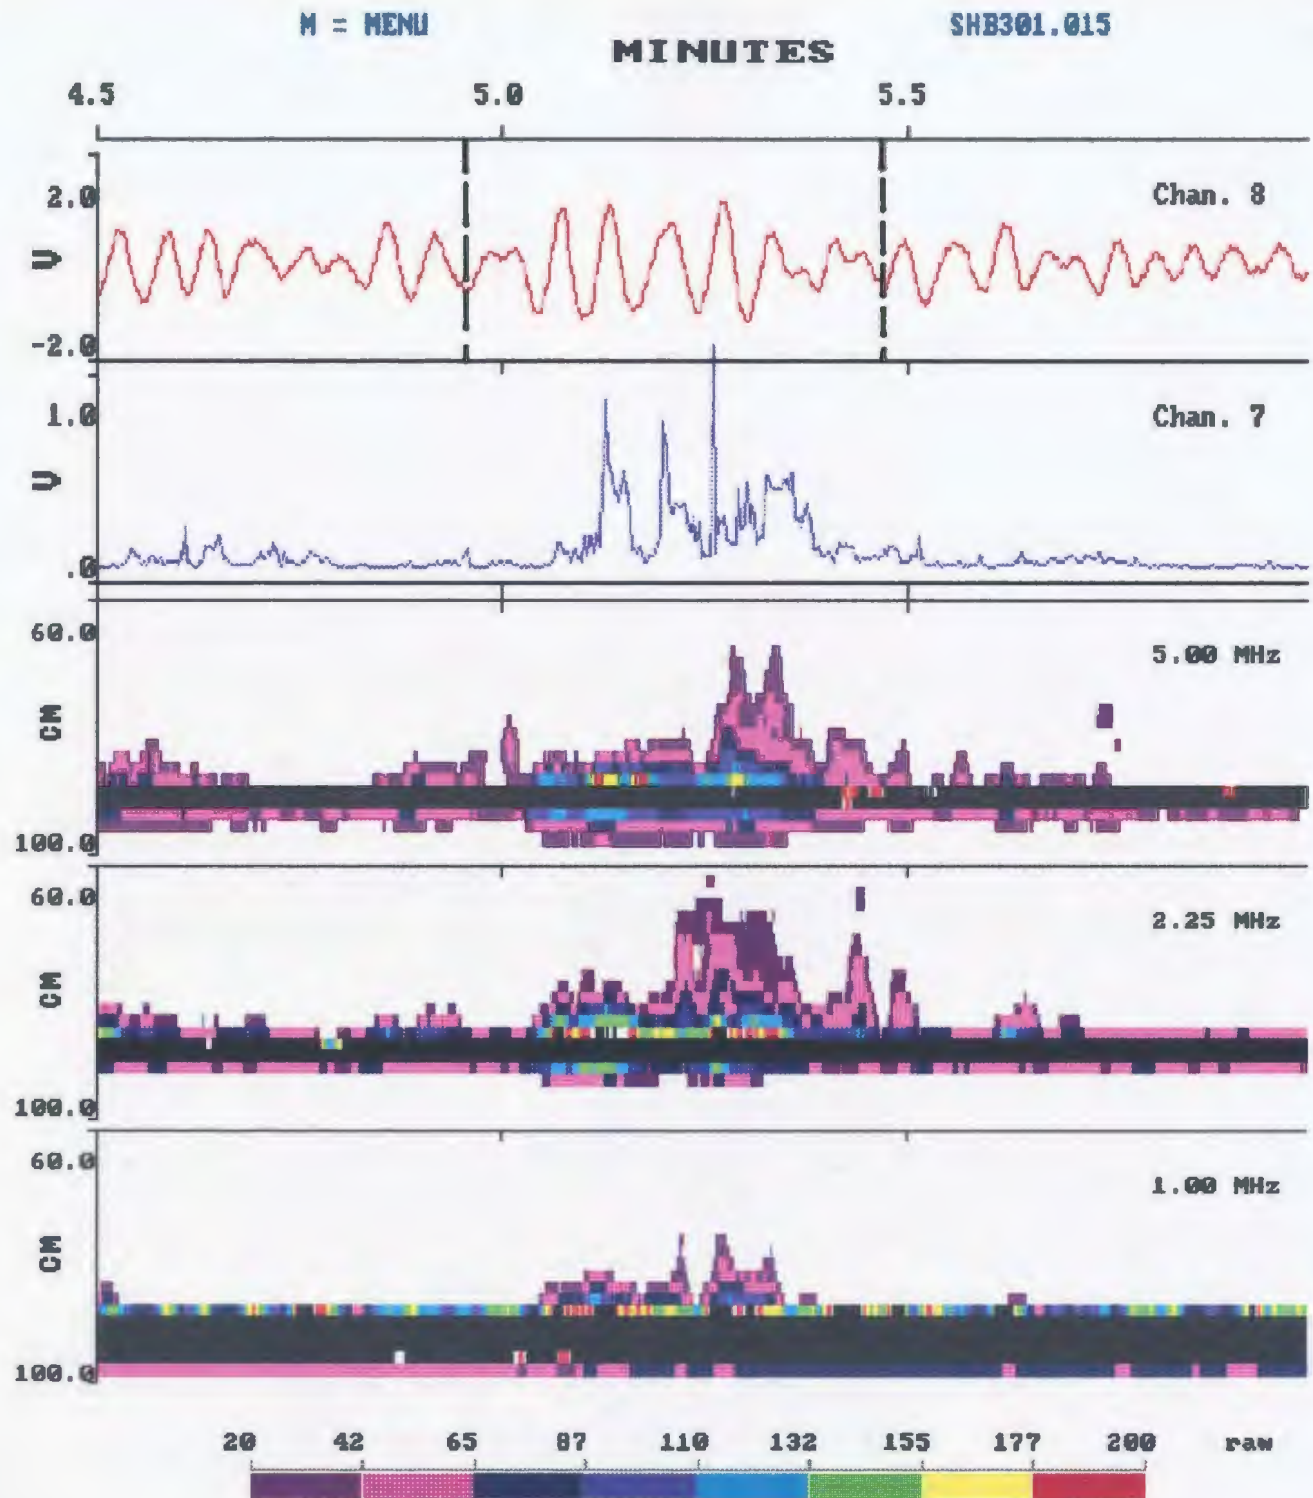 M = MENU
SHB301.015
MINUTES
4.5 5.0 5.5
2.0
Chan. 8
U
-2.0
1.0
Chan. 7
U
.0
60.0
5.00 MHz
CM
100.0
60.0
2.25 MHz
CM
100.0
60.0
1.00 MHz
CM
100.0
20 42 65 87 110 132 155 177 200 raw